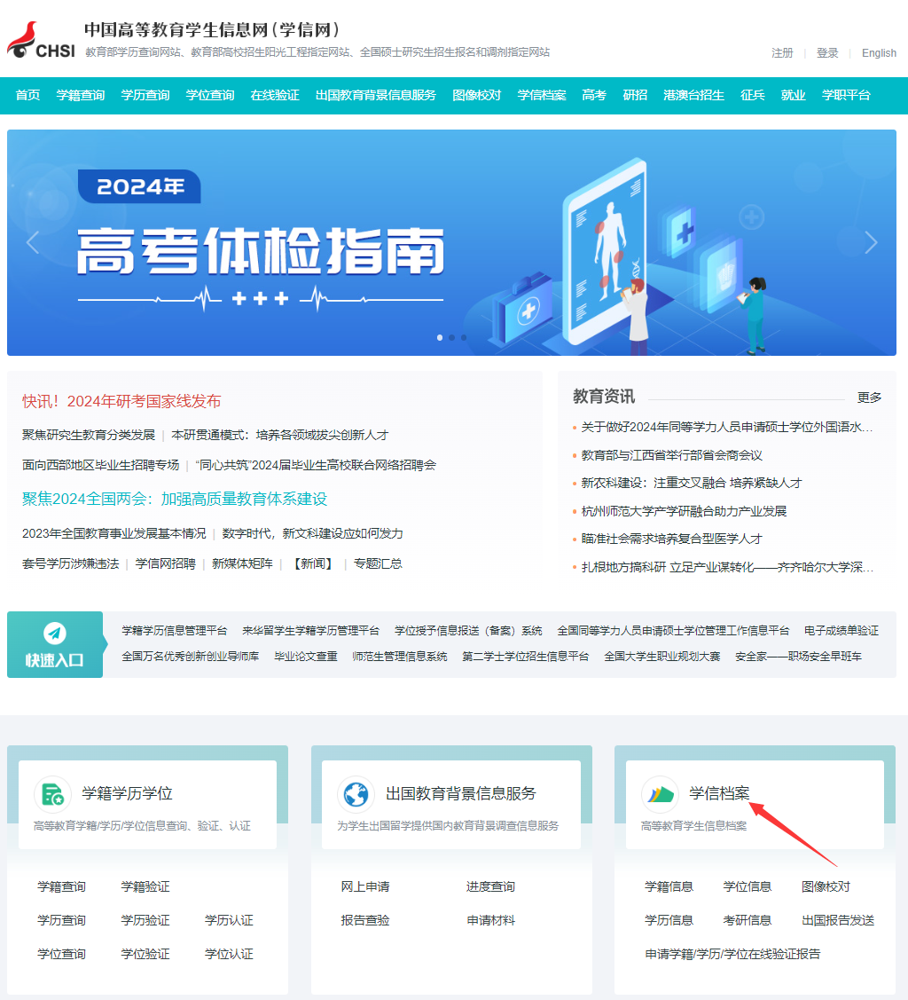 中国高等教育学生信息网（学信网）
CHSI 教育部学历查询网站、教育部高校招生阳光工程指定网站、全国硕士研究生招生报名和调剂指定网站
注册 | 登录 | English
首页 学籍查询 学历查询 学位查询 在线验证 出国教育背景信息服务 图像校对 学信档案 高考 研招 港澳台招生 征兵 就业 学职平台
2024年
高考体检指南
快讯！2024年研考国家线发布
聚焦研究生教育分类发展 | 本研贯通模式：培养各领域拔尖创新人才
面向西部地区毕业生招聘专场 | “同心共筑”2024届毕业生高校联合网络招聘会
聚焦2024全国两会：加强高质量教育体系建设
2023年全国教育事业发展基本情况 | 数字时代，新文科建设应如何发力
套号学历涉嫌违法 | 学信网招聘 | 新媒体矩阵 | 【新闻】 | 专题汇总
教育资讯 更多
关于做好2024年同等学力人员申请硕士学位外国语水...
教育部与江西省举行部省会商会议
新农科建设：注重交叉融合 培养紧缺人才
杭州师范大学产学研融合助力产业发展
瞄准社会需求培养复合型医学人才
扎根地方搞科研 立足产业谋转化——齐齐哈尔大学深...
快速入口
学籍学历信息管理平台 来华留学生学籍学历管理平台 学位授予信息报送（备案）系统 全国同等学力人员申请硕士学位管理工作信息平台 电子成绩单验证
全国万名优秀创新创业导师库 毕业论文查重 师范生管理信息系统 第二学士学位招生信息平台 全国大学生职业规划大赛 安全家——职场安全早班车
学籍学历学位
高等教育学籍/学历/学位信息查询、验证、认证
学籍查询 学籍验证
学历查询 学历验证 学历认证
学位查询 学位验证 学位认证
出国教育背景信息服务
为学生出国留学提供国内教育背景调查信息服务
网上申请 进度查询
报告查验 申请材料
学信档案
高等教育学生信息档案
学籍信息 学位信息 图像校对
学历信息 考研信息 出国报告发送
申请学籍/学历/学位在线验证报告